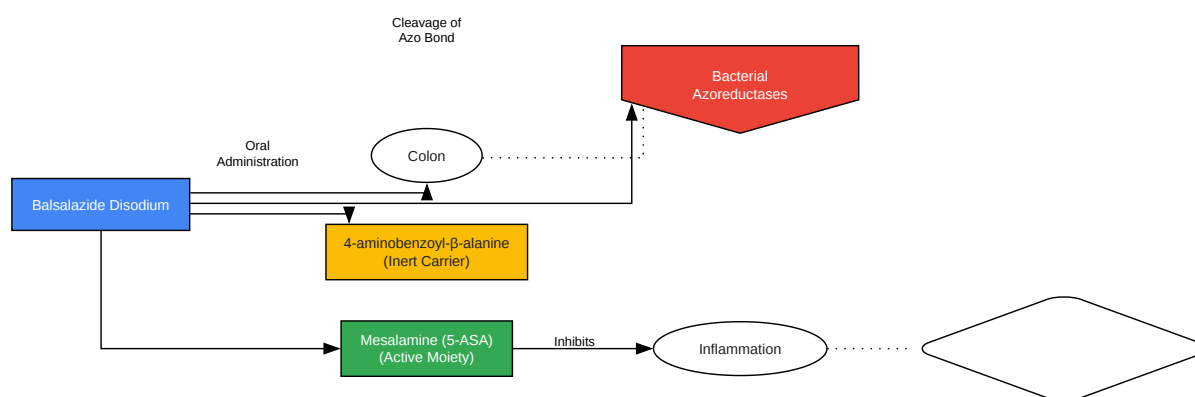 Cleavage of
Azo Bond
Bacterial
Azoreductases
Oral
Administration
Colon
Balsalazide Disodium
4-aminobenzoyl-β-alanine
(Inert Carrier)
Mesalamine (5-ASA)
(Active Moiety)
Inhibits
Inflammation